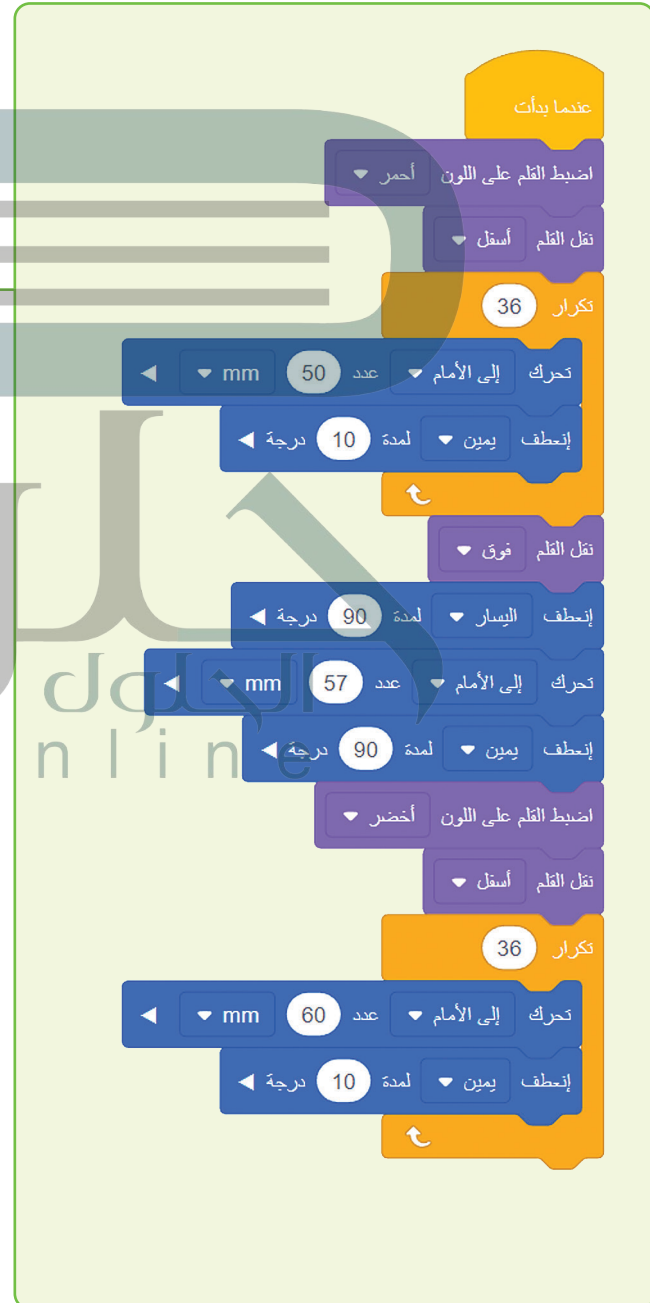 عندما بدأت
اضبط القلم على اللون أحمر
نقل القلم أسفل
تكرار 36
تحرك إلى الأمام عدد 50 mm
إنعطف يمين لمدة 10 درجة
نقل القلم فوق
إنعطف اليسار لمدة 90 درجة
تحرك إلى الأمام عدد 57 mm
إنعطف يمين لمدة 90 درجة
اضبط القلم على اللون أخضر
نقل القلم أسفل
تكرار 36
تحرك إلى الأمام عدد 60 mm
إنعطف يمين لمدة 10 درجة
الحلول
nline